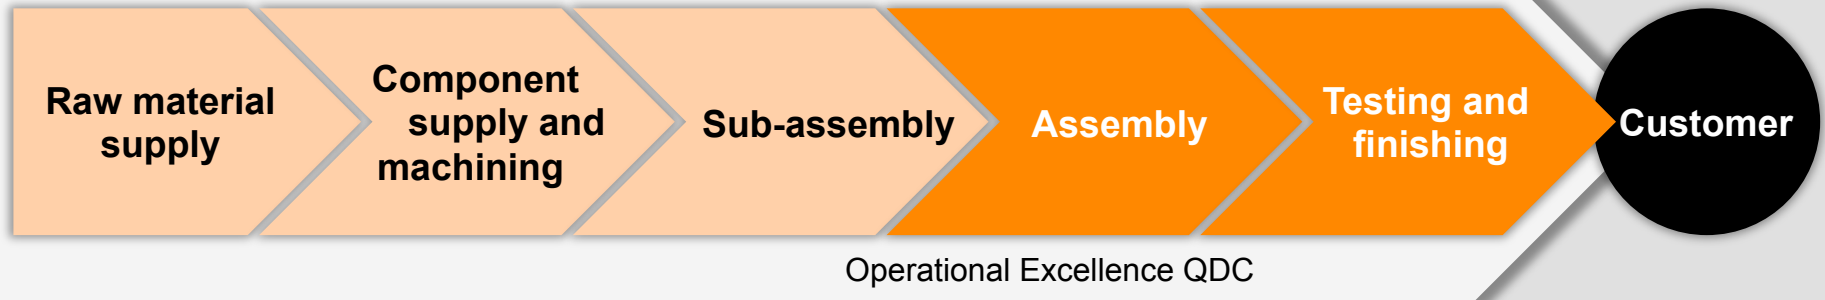 Raw material
supply
Component
supply and
machining
Sub-assembly
Assembly
Testing and
finishing
Customer
Operational Excellence QDC